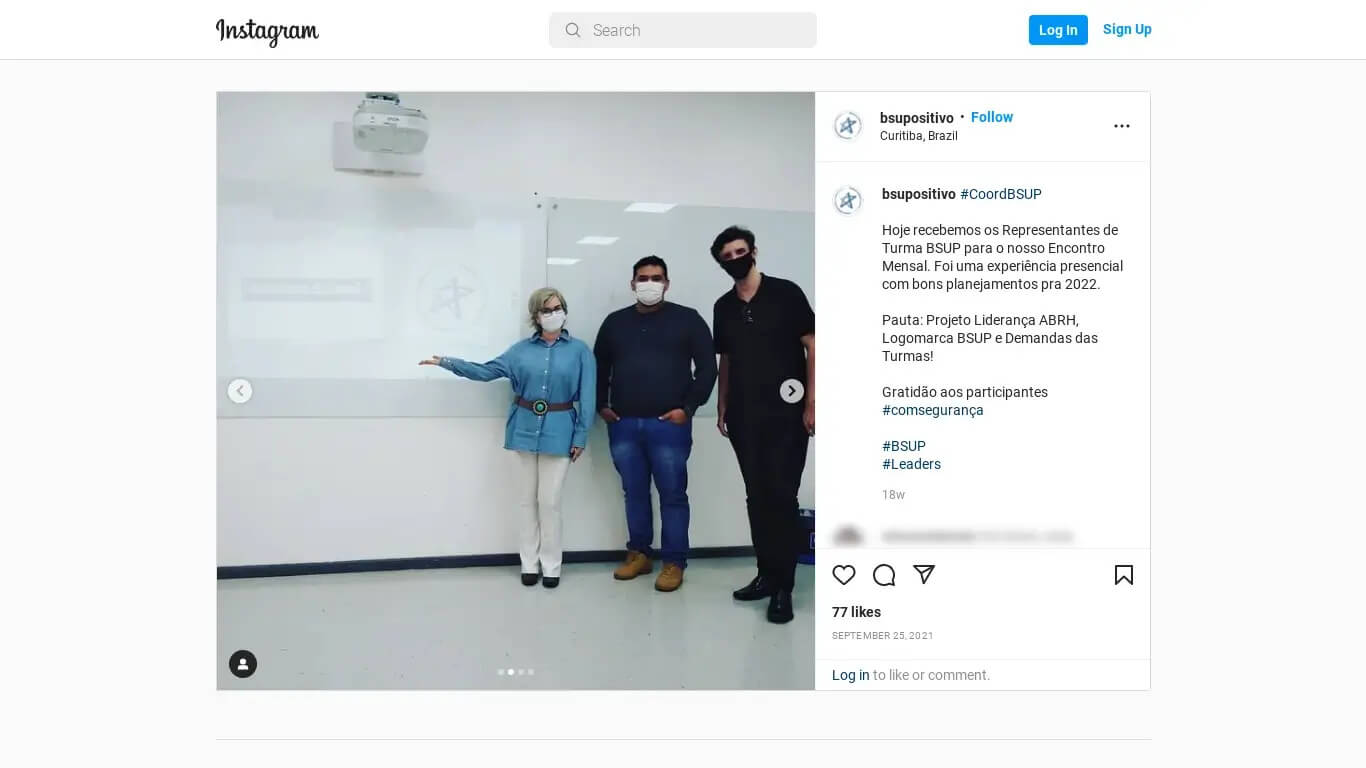 Instagram
Search
Log In
Sign Up
bsupositivo • Follow
Curitiba, Brazil
bsupositivo #CoordBSUP
Hoje recebemos os Representantes de
Turma BSUP para o nosso Encontro
Mensal. Foi uma experiência presencial
com bons planejamentos pra 2022.
Pauta: Projeto Liderança ABRH,
Logomarca BSUP e Demandas das
Turmas!
Gratidão aos participantes
#comsegurança
#BSUP
#Leaders
18w
77 likes
SEPTEMBER 25, 2021
Log in to like or comment.